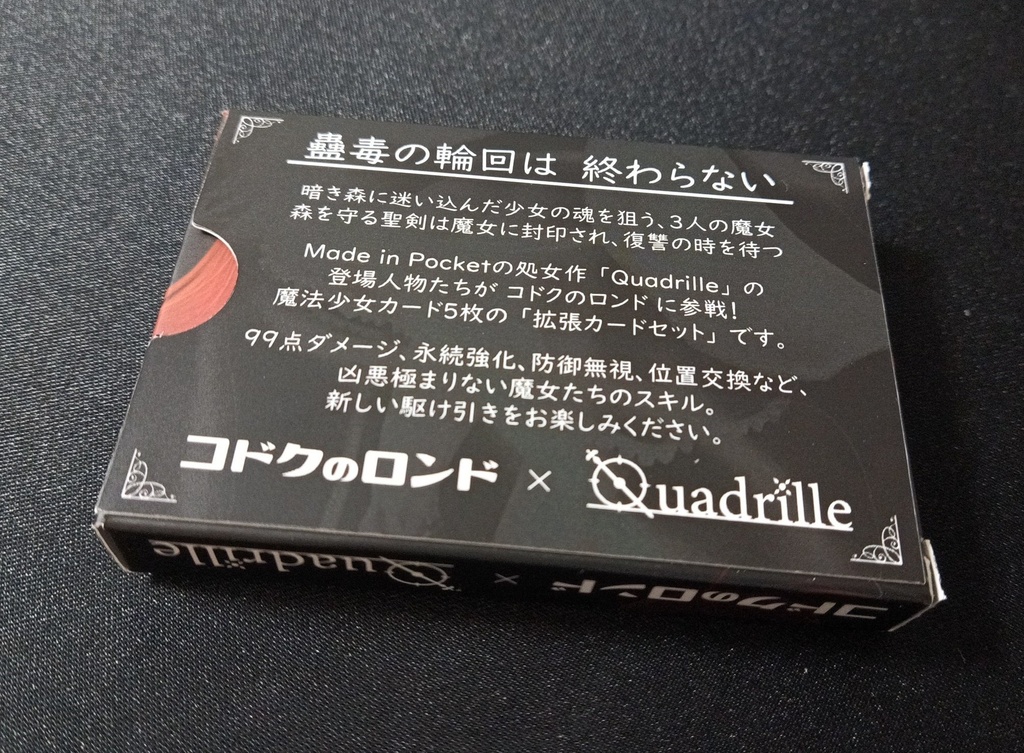 蠱毒の輪回は 終わらない
暗き森に迷い込んだ少女の魂を狙う、3人の魔女
森を守る聖剣は魔女に封印され、復讐の時を待つ
Made in Pocketの処女作「Quadrille」の
登場人物たちが コドクのロンド に参戦!
魔法少女カード5枚の「拡張カードセット」です。
99点ダメージ、永続強化、防御無視、位置交換など、
凶悪極まりない魔女たちのスキル。
新しい駆け引きをお楽しみください。
コドクのロンド × Quadrille
コドクのロンド × Quadrille